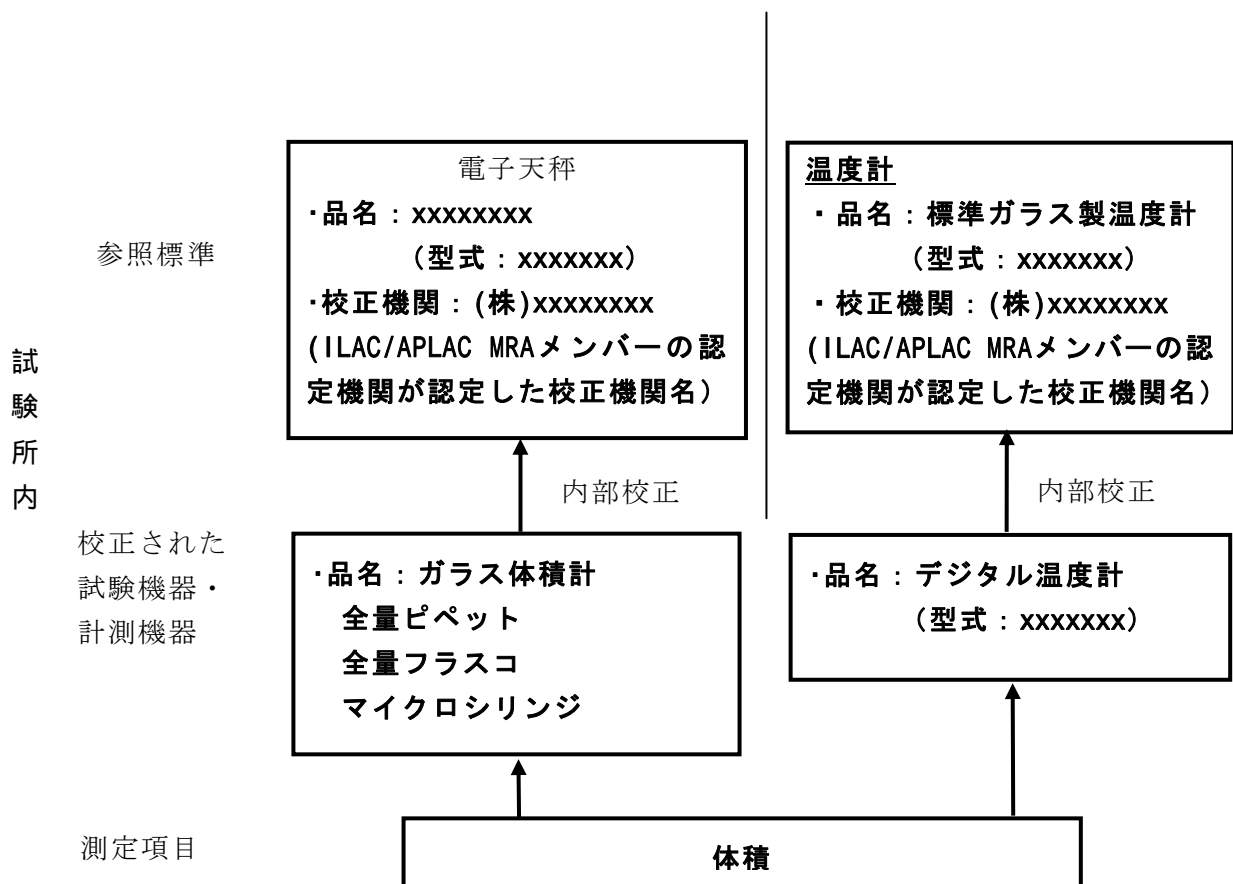 電子天秤
・品名：xxxxxxxx
（型式：xxxxxxx）
・校正機関：(株)xxxxxxxx
(ILAC/APLAC MRAメンバーの認
定機関が認定した校正機関名）
温度計
・品名：標準ガラス製温度計
（型式：xxxxxxx）
・校正機関：(株)xxxxxxxx
(ILAC/APLAC MRAメンバーの認
定機関が認定した校正機関名）
参照標準
試験所内
内部校正
内部校正
校正された
試験機器・
計測機器
・品名：ガラス体積計
全量ピペット
全量フラスコ
マイクロシリンジ
・品名：デジタル温度計
（型式：xxxxxxx）
測定項目
体積